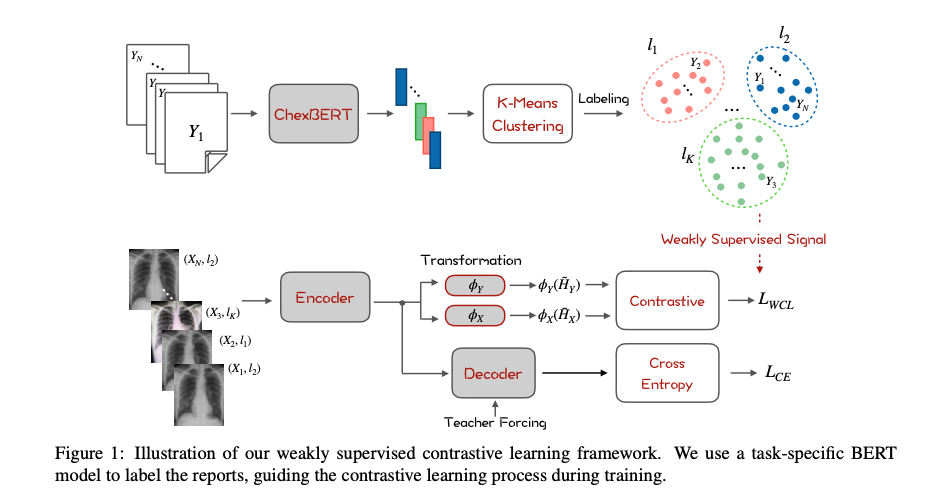 Y_N
Y
Y
Y_1
CheXBERT
K-Means
Clustering
Labeling
l_1
Y_2
l_2
Y_1
Y_N
...
l_K
...
Y_3
Weakly Supervised Signal
(X_N, l_2)
(X_3, l_K)
(X_2, l_1)
(X_1, l_2)
Encoder
Transformation
ϕ_Y
ϕ_Y(H̃_Y)
ϕ_X
ϕ_X(H̃_X)
Contrastive
L_WCL
Decoder
Teacher Forcing
Cross
Entropy
L_CE
Figure 1: Illustration of our weakly supervised contrastive learning framework. We use a task-specific BERT
model to label the reports, guiding the contrastive learning process during training.